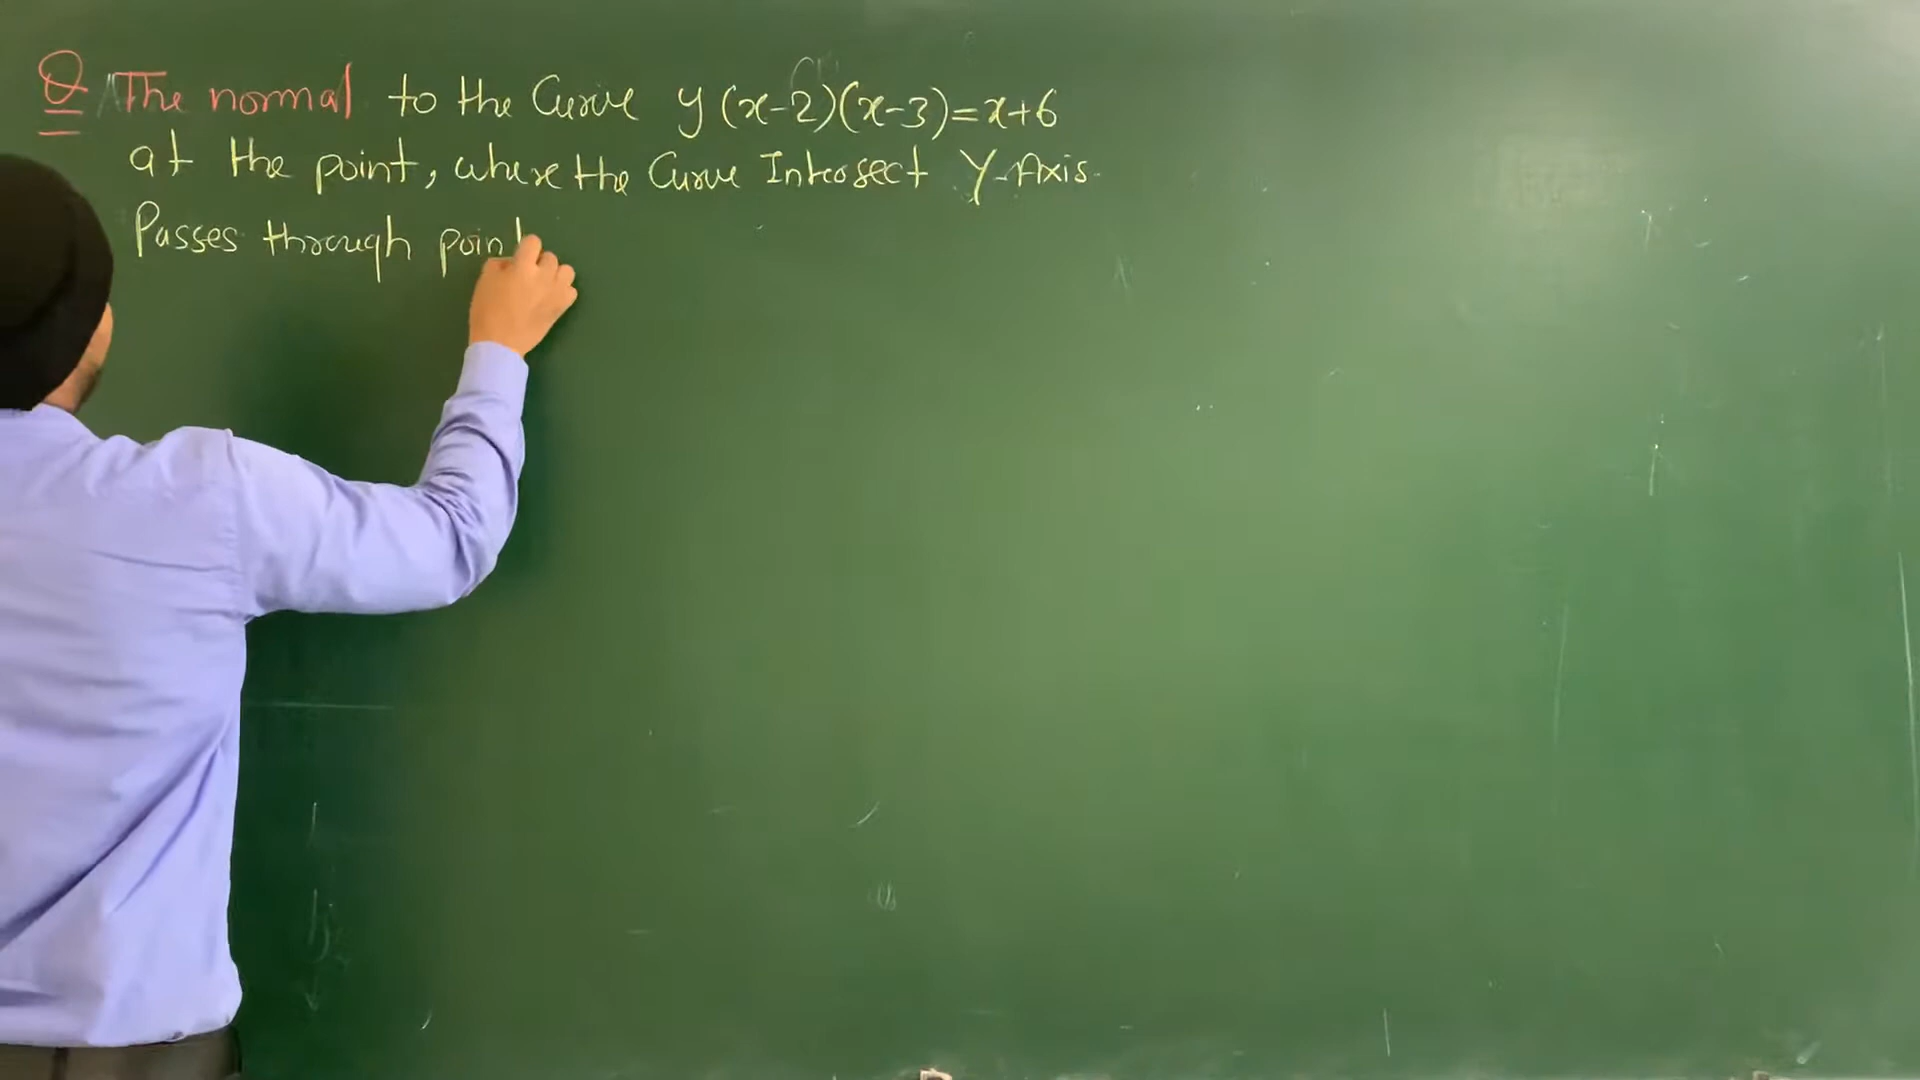 Q The normal to the Curve y(x-2)(x-3)=x+6
at the point, where the Curve Intersect Y-Axis.
Passes through point